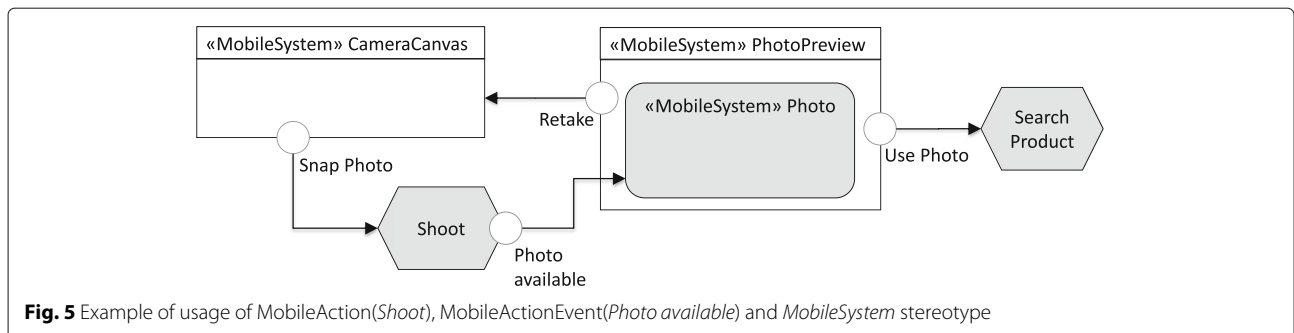 «MobileSystem» CameraCanvas
«MobileSystem» PhotoPreview
«MobileSystem» Photo
Retake
Search
Product
Use Photo
Snap Photo
Shoot
Photo
available
Fig. 5 Example of usage of MobileAction(Shoot), MobileActionEvent(Photo available) and MobileSystem stereotype